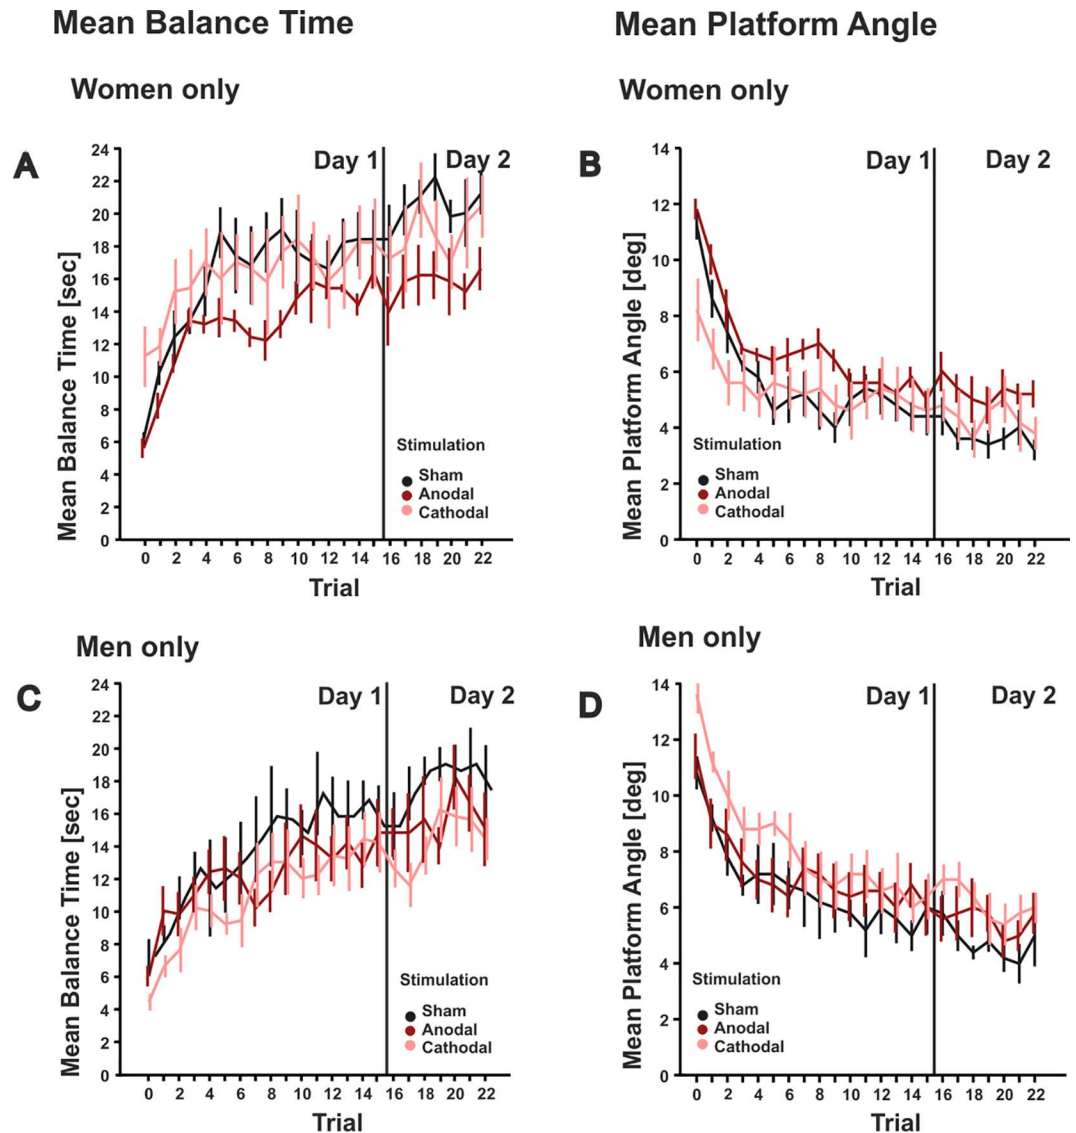 Mean Balance Time
Mean Platform Angle
Women only
Women only
A
24
22
20
18
16
14
12
10
8
6
4
2
0
Mean Balance Time [sec]
Day 1
Day 2
Stimulation
Sham
Anodal
Cathodal
0 2 4 6 8 10 12 14 16 18 20 22
Trial
B
14
12
10
8
6
4
2
0
Mean Platform Angle [deg]
Day 1
Day 2
Stimulation
Sham
Anodal
Cathodal
0 2 4 6 8 10 12 14 16 18 20 22
Trial
Men only
Men only
C
24
22
20
18
16
14
12
10
8
6
4
2
0
Mean Balance Time [sec]
Day 1
Day 2
Stimulation
Sham
Anodal
Cathodal
0 2 4 6 8 10 12 14 16 18 20 22
Trial
D
14
12
10
8
6
4
2
0
Mean Platform Angle [deg]
Day 1
Day 2
Stimulation
Sham
Anodal
Cathodal
0 2 4 6 8 10 12 14 16 18 20 22
Trial